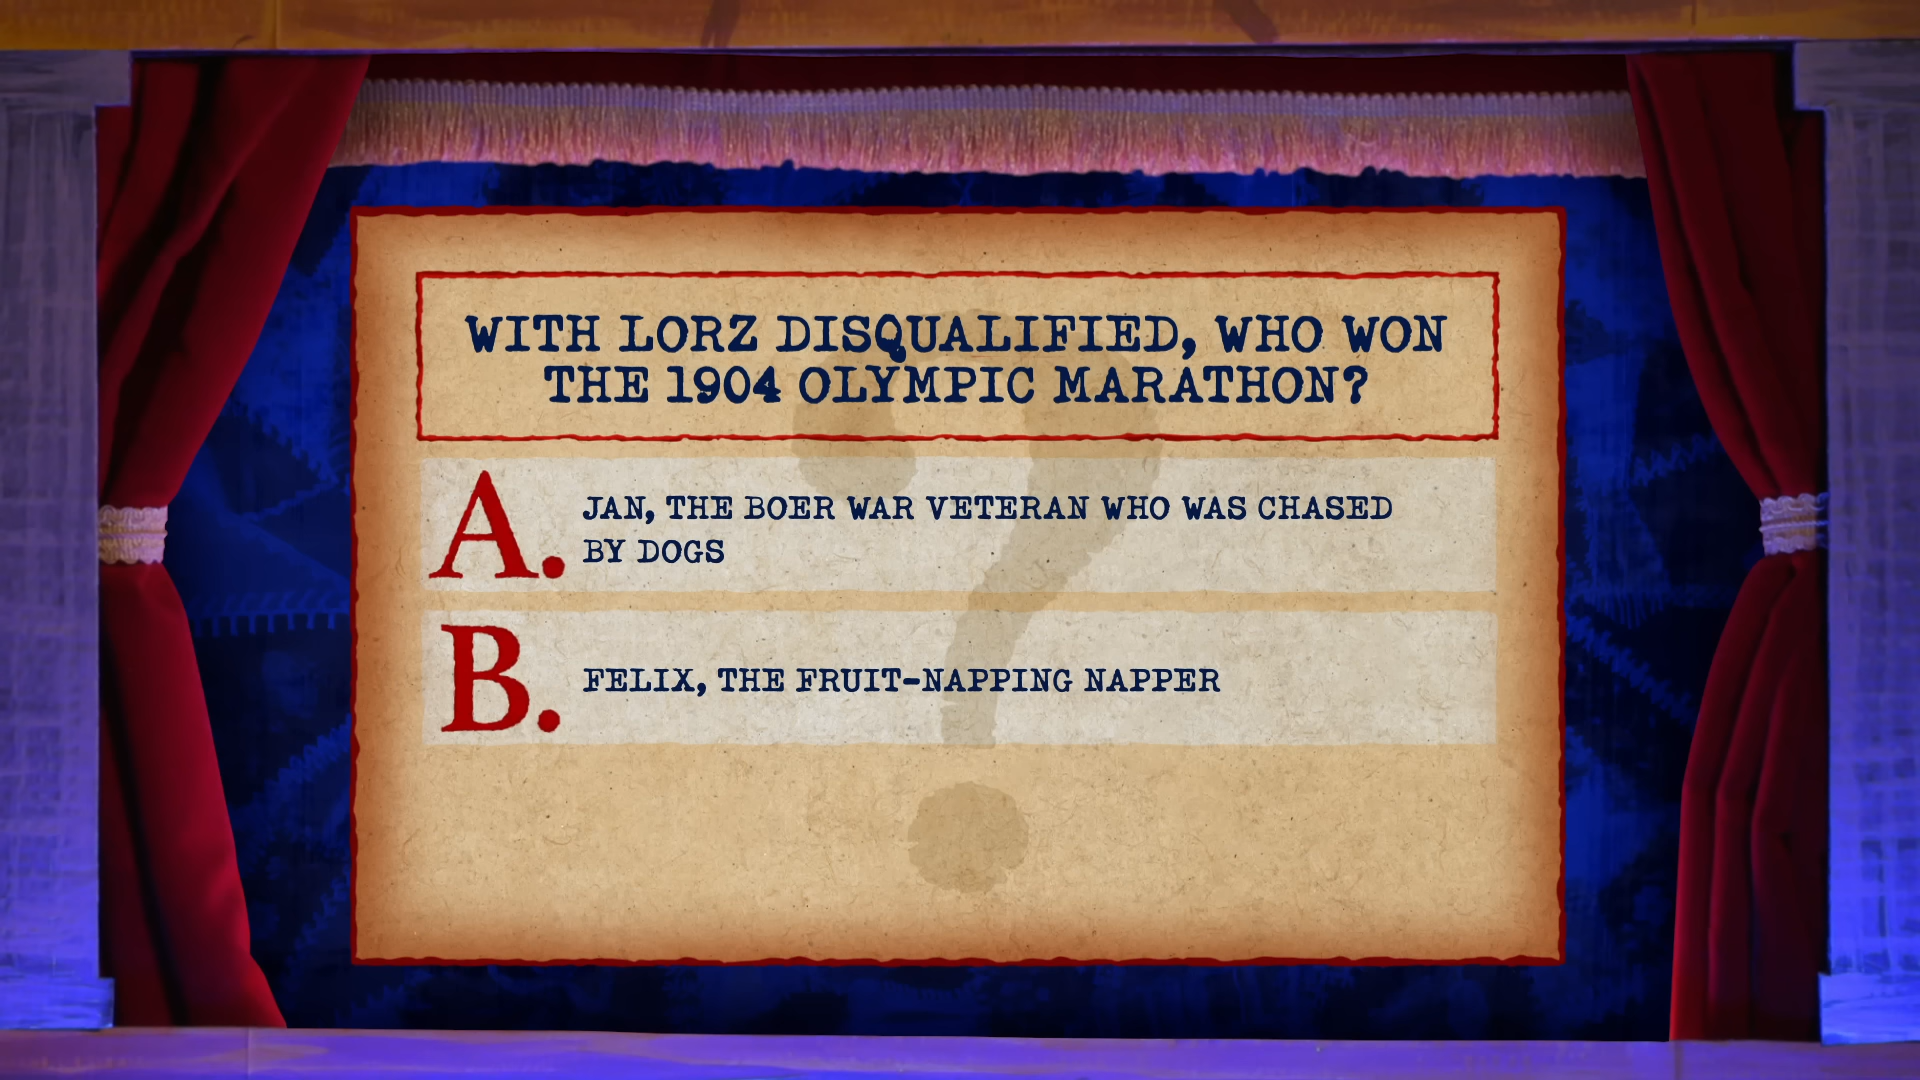 WITH LORZ DISQUALIFIED, WHO WON
THE 1904 OLYMPIC MARATHON?
A.
JAN, THE BOER WAR VETERAN WHO WAS CHASED
BY DOGS
B.
FELIX, THE FRUIT-NAPPING NAPPER